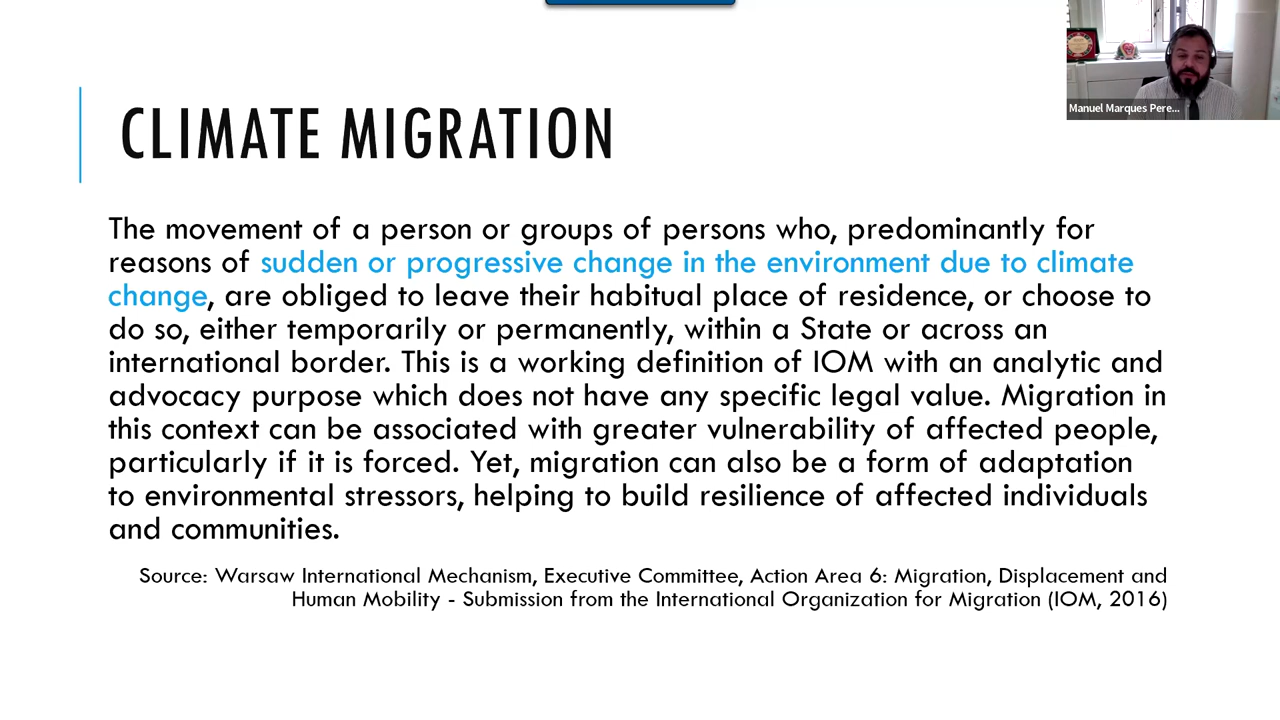 CLIMATE MIGRATION
Manuel Marques Pere...
The movement of a person or groups of persons who, predominantly for
reasons of sudden or progressive change in the environment due to climate
change, are obliged to leave their habitual place of residence, or choose to
do so, either temporarily or permanently, within a State or across an
international border. This is a working definition of IOM with an analytic and
advocacy purpose which does not have any specific legal value. Migration in
this context can be associated with greater vulnerability of affected people,
particularly if it is forced. Yet, migration can also be a form of adaptation
to environmental stressors, helping to build resilience of affected individuals
and communities.
Source: Warsaw International Mechanism, Executive Committee, Action Area 6: Migration, Displacement and
Human Mobility - Submission from the International Organization for Migration (IOM, 2016)